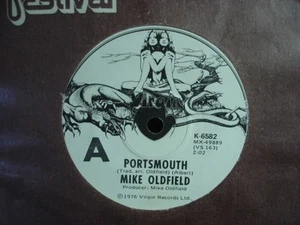 Festival
A
K-6582
MX-49889
(VS 163)
2:02
PORTSMOUTH
(Trad. arr. Oldfield) (Albert)
MIKE OLDFIELD
Producer: Mike Oldfield
℗1976 Virgin Records Ltd.